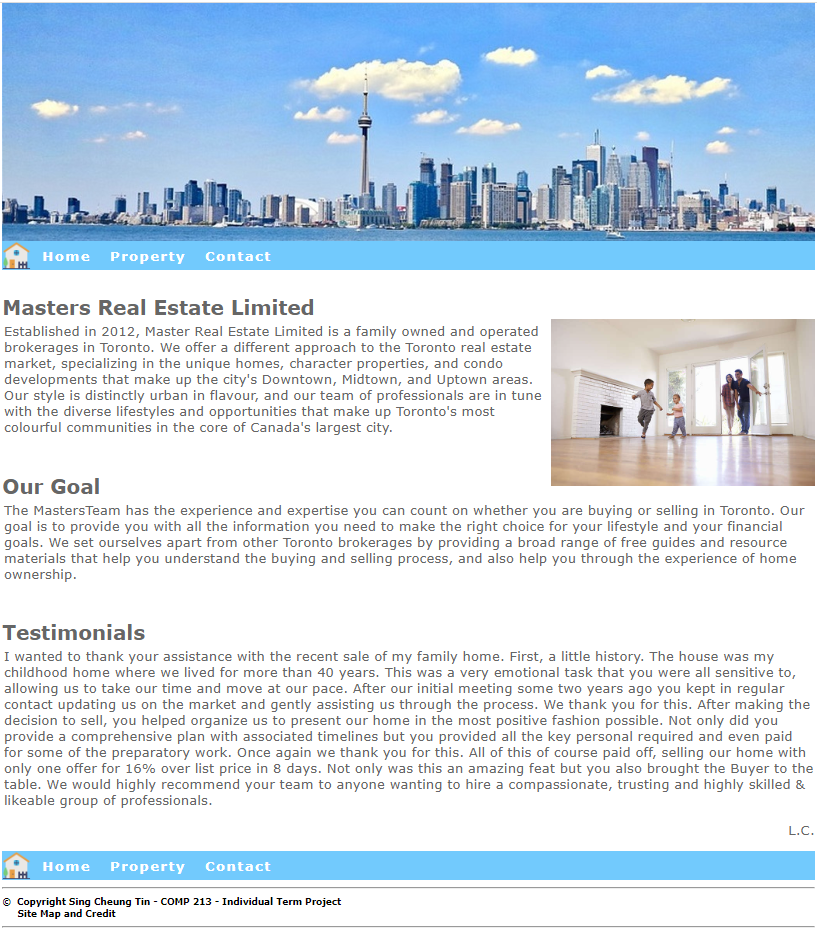 Home Property Contact
Masters Real Estate Limited
Established in 2012, Master Real Estate Limited is a family owned and operated
brokerages in Toronto. We offer a different approach to the Toronto real estate
market, specializing in the unique homes, character properties, and condo
developments that make up the city's Downtown, Midtown, and Uptown areas.
Our style is distinctly urban in flavour, and our team of professionals are in tune
with the diverse lifestyles and opportunities that make up Toronto's most
colourful communities in the core of Canada's largest city.
Our Goal
The MastersTeam has the experience and expertise you can count on whether you are buying or selling in Toronto. Our
goal is to provide you with all the information you need to make the right choice for your lifestyle and your financial
goals. We set ourselves apart from other Toronto brokerages by providing a broad range of free guides and resource
materials that help you understand the buying and selling process, and also help you through the experience of home
ownership.
Testimonials
I wanted to thank your assistance with the recent sale of my family home. First, a little history. The house was my
childhood home where we lived for more than 40 years. This was a very emotional task that you were all sensitive to,
allowing us to take our time and move at our pace. After our initial meeting some two years ago you kept in regular
contact updating us on the market and gently assisting us through the process. We thank you for this. After making the
decision to sell, you helped organize us to present our home in the most positive fashion possible. Not only did you
provide a comprehensive plan with associated timelines but you provided all the key personal required and even paid
for some of the preparatory work. Once again we thank you for this. All of this of course paid off, selling our home with
only one offer for 16% over list price in 8 days. Not only was this an amazing feat but you also brought the Buyer to the
table. We would highly recommend your team to anyone wanting to hire a compassionate, trusting and highly skilled &
likeable group of professionals.
L.C.
Home Property Contact
© Copyright Sing Cheung Tin - COMP 213 - Individual Term Project
Site Map and Credit